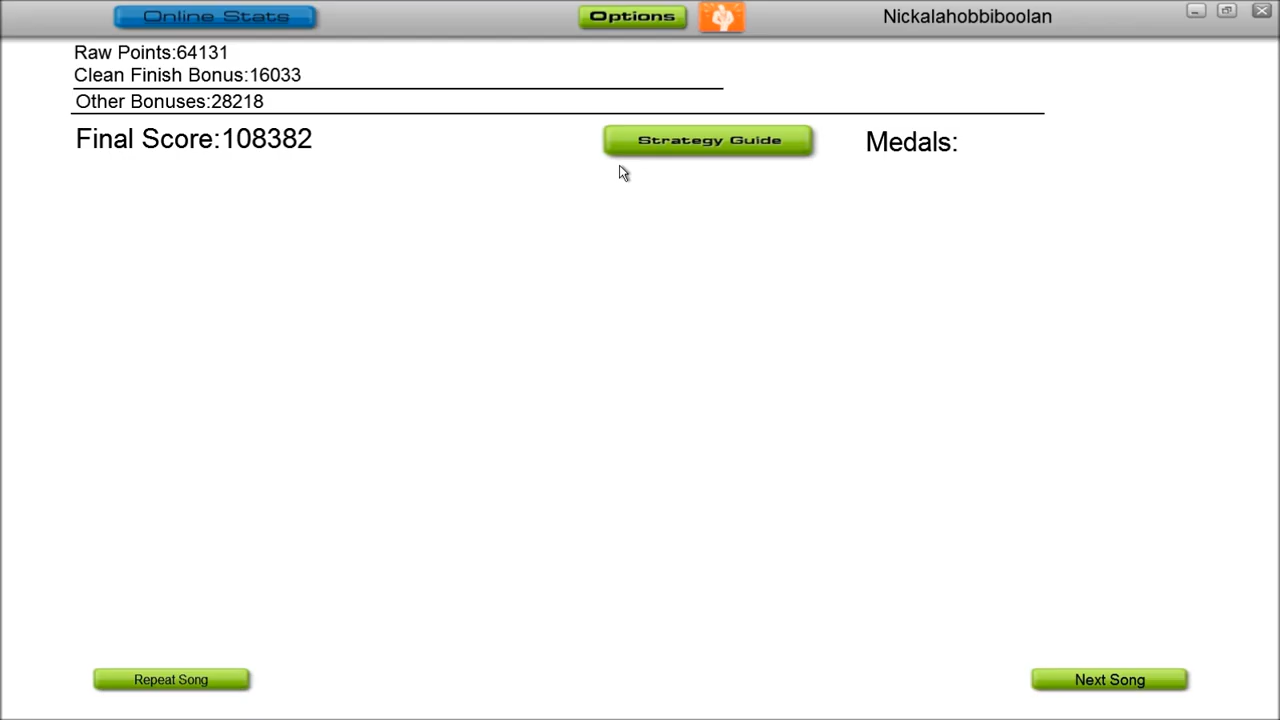 Online Stats
Options
Nickalahobbiboolan
Raw Points:64131
Clean Finish Bonus:16033
Other Bonuses:28218
Final Score:108382
Strategy Guide
Medals:
Repeat Song
Next Song